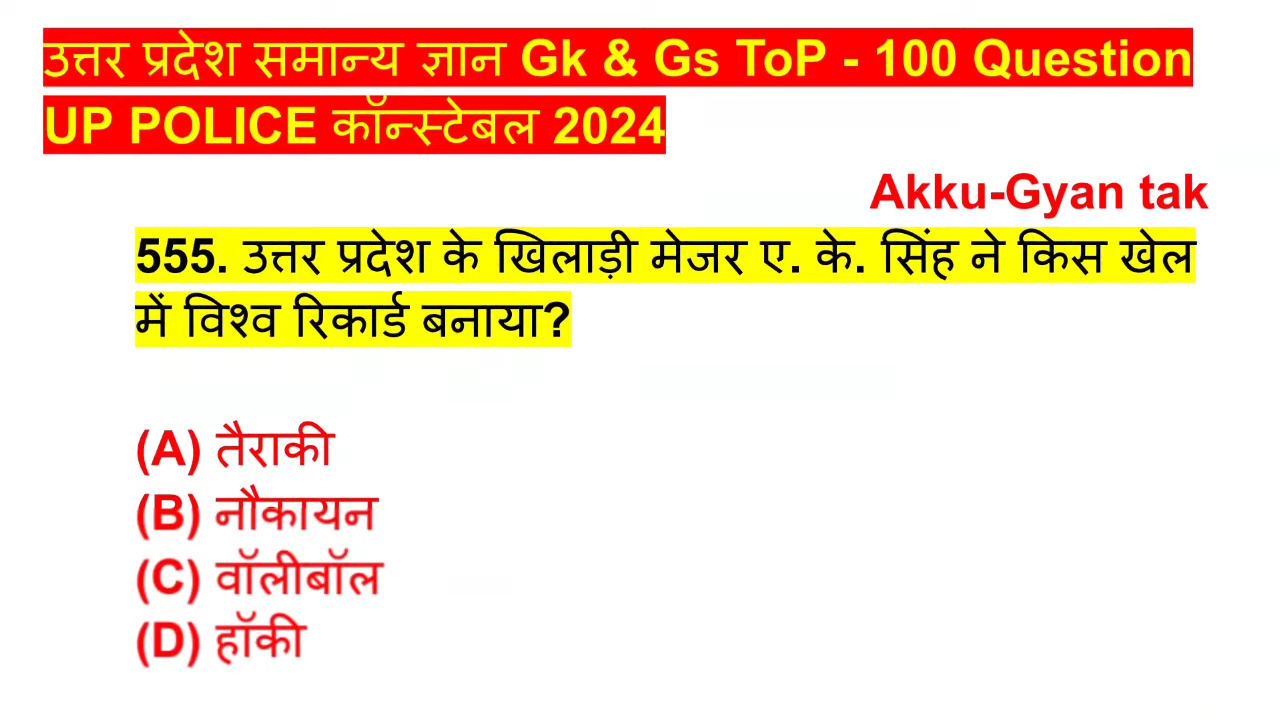 उत्तर प्रदेश समान्य ज्ञान Gk & Gs ToP - 100 Question
UP POLICE कॉन्स्टेबल 2024
Akku-Gyan tak
555. उत्तर प्रदेश के खिलाड़ी मेजर ए. के. सिंह ने किस खेल
में विश्व रिकार्ड बनाया?
(A) तैराकी
(B) नौकायन
(C) वॉलीबॉल
(D) हॉकी